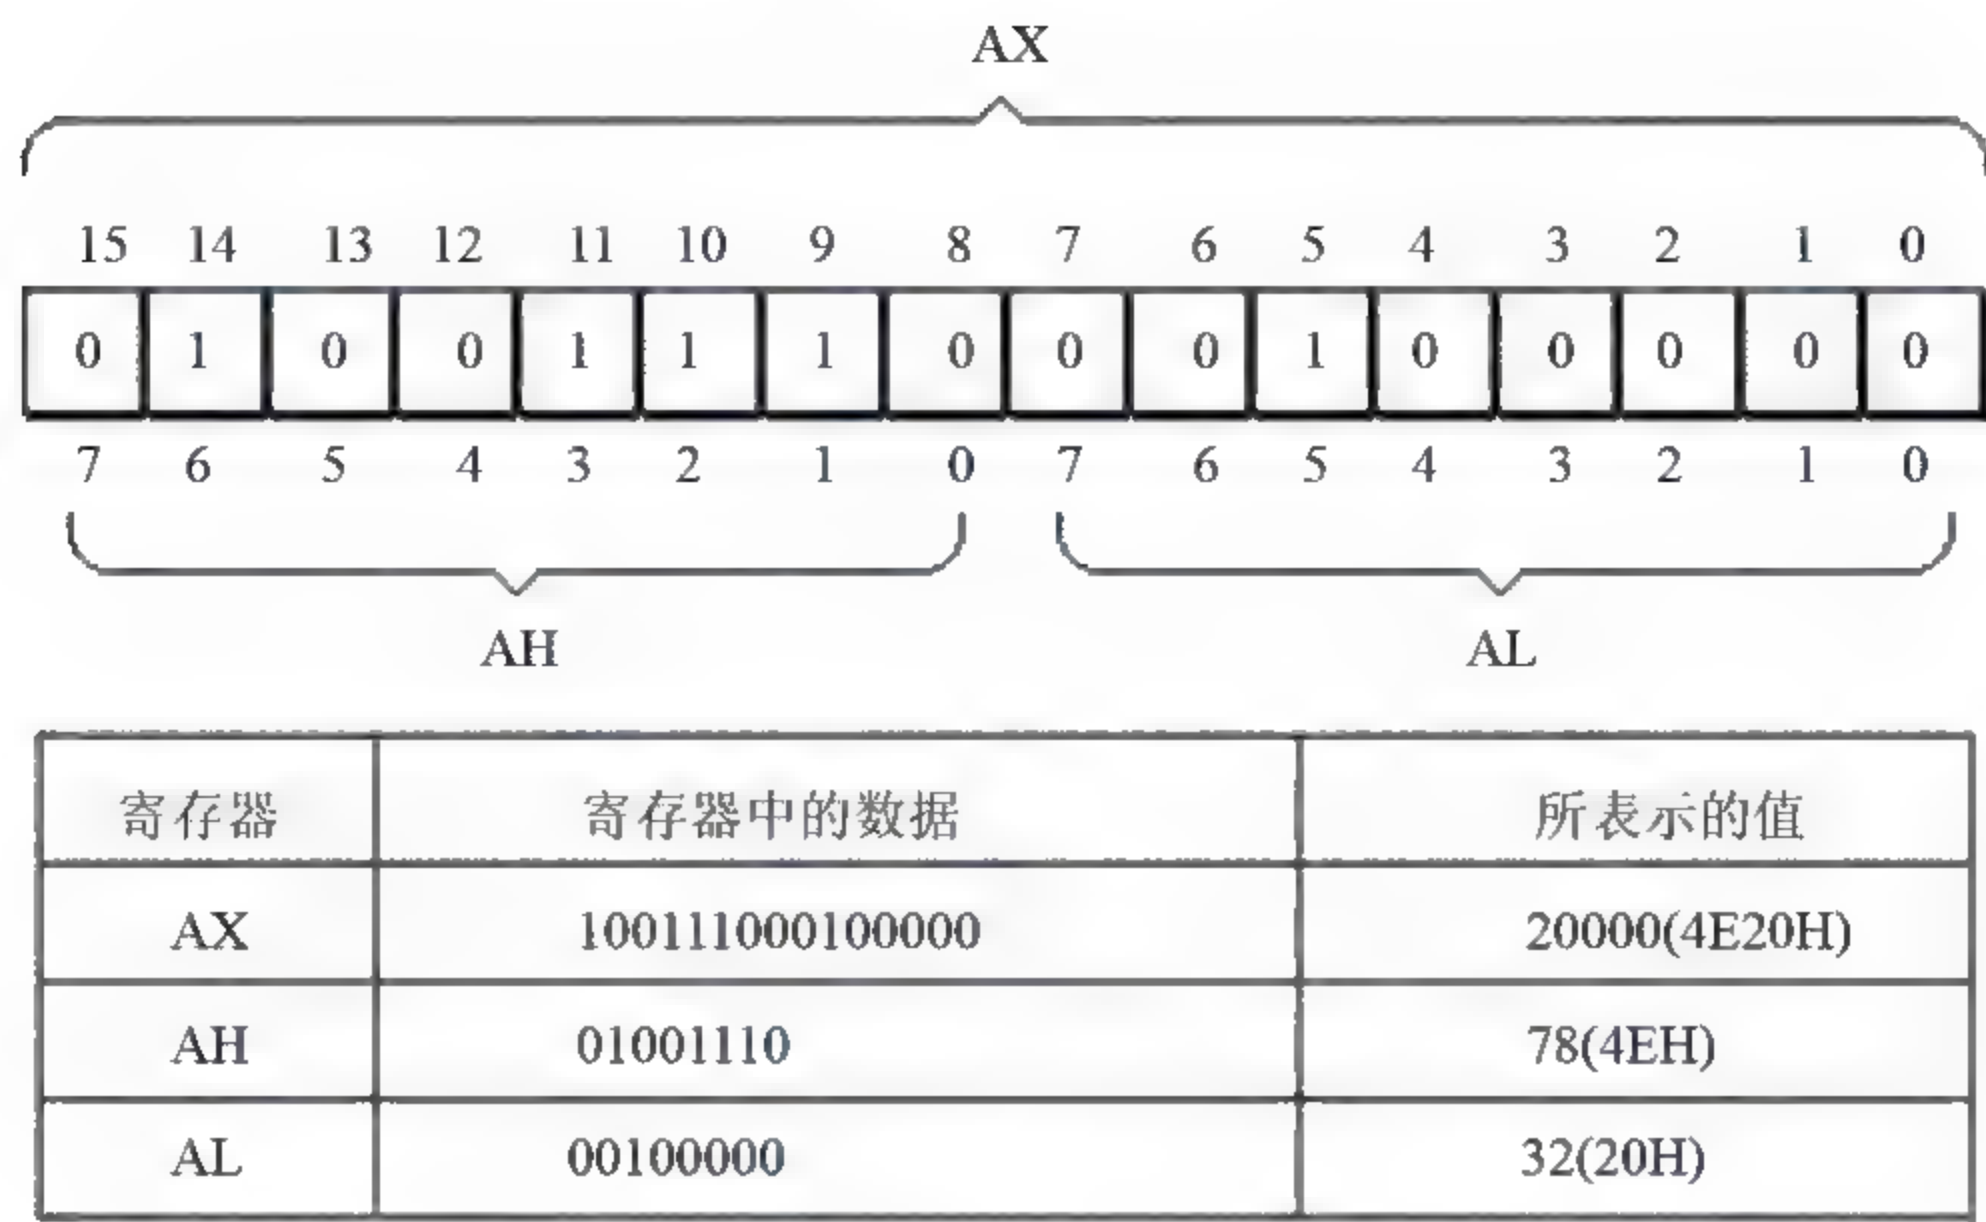 AX
15 14 13 12 11 10 9 8 7 6 5 4 3 2 1 0
0 1 0 0 1 1 1 0 0 0 1 0 0 0 0 0
7 6 5 4 3 2 1 0 7 6 5 4 3 2 1 0
AH AL
寄存器 寄存器中的数据 所表示的值
AX 100111000100000 20000(4E20H)
AH 01001110 78(4EH)
AL 00100000 32(20H)